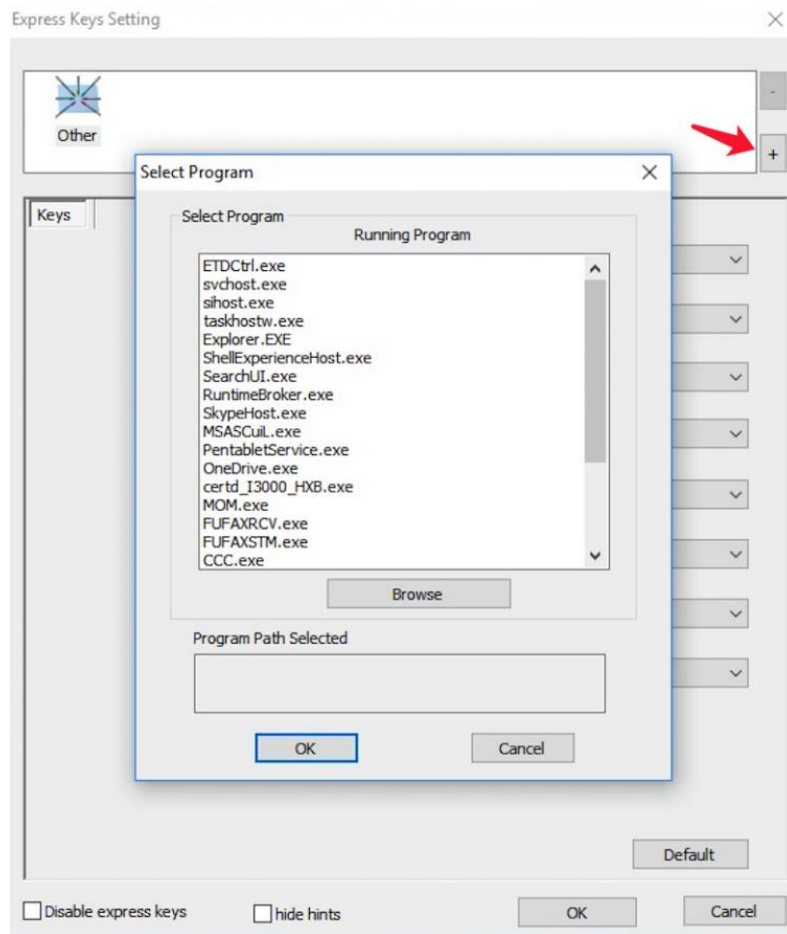 Express Keys Setting
-
Other
+
Select Program
Keys
Select Program
Running Program
ETDCtrl.exe
svchost.exe
sihost.exe
taskhostw.exe
Explorer.EXE
ShellExperienceHost.exe
SearchUI.exe
RuntimeBroker.exe
SkypeHost.exe
MSASCuiL.exe
PentabletService.exe
OneDrive.exe
certd_I3000_HXB.exe
MOM.exe
FUFAXRCV.exe
FUFAXSTM.exe
CCC.exe
Browse
Program Path Selected
OK Cancel
Default
Disable express keys hide hints OK Cancel